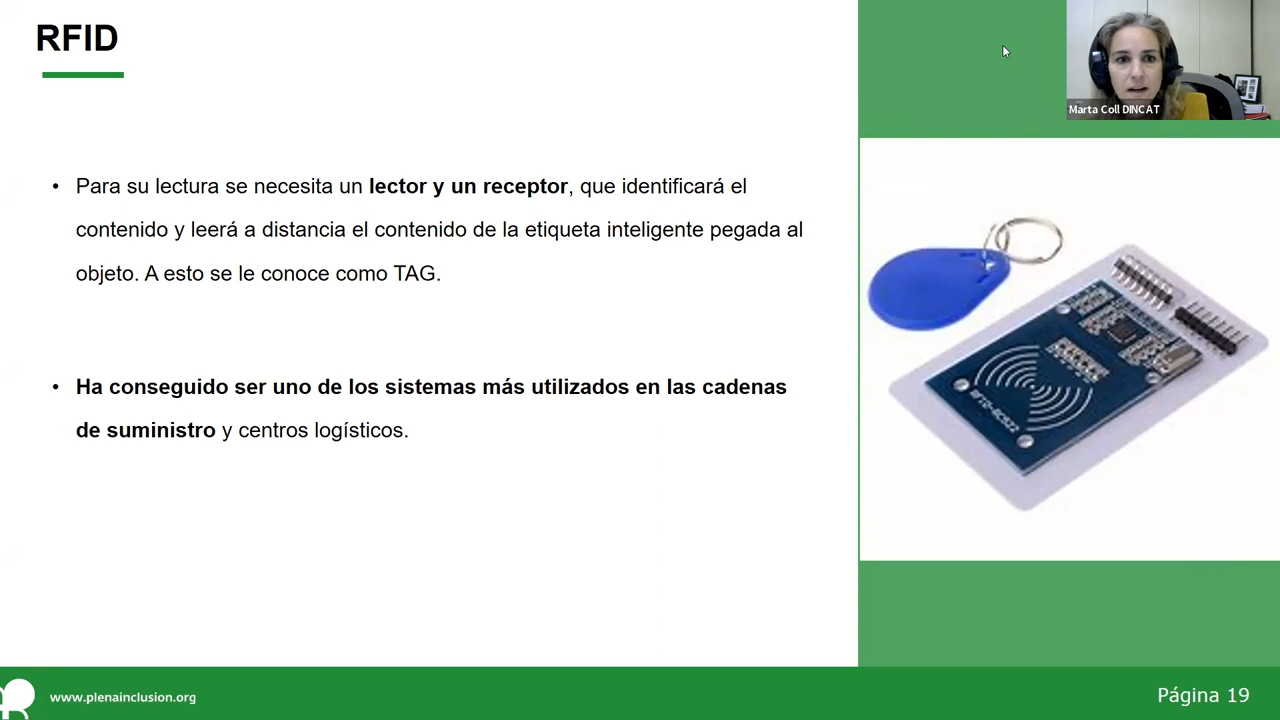 RFID
Marta Coll DINCAT
• Para su lectura se necesita un lector y un receptor, que identificará el
contenido y leerá a distancia el contenido de la etiqueta inteligente pegada al
objeto. A esto se le conoce como TAG.
• Ha conseguido ser uno de los sistemas más utilizados en las cadenas
de suministro y centros logísticos.
RFID-RC522
www.plenainclusion.org
Página 19